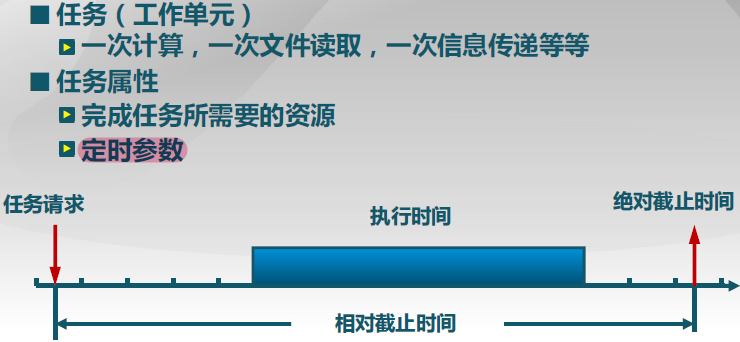 任务（工作单元）
一次计算，一次文件读取，一次信息传递等等
任务属性
完成任务所需要的资源
定时参数
任务请求
执行时间
绝对截止时间
相对截止时间